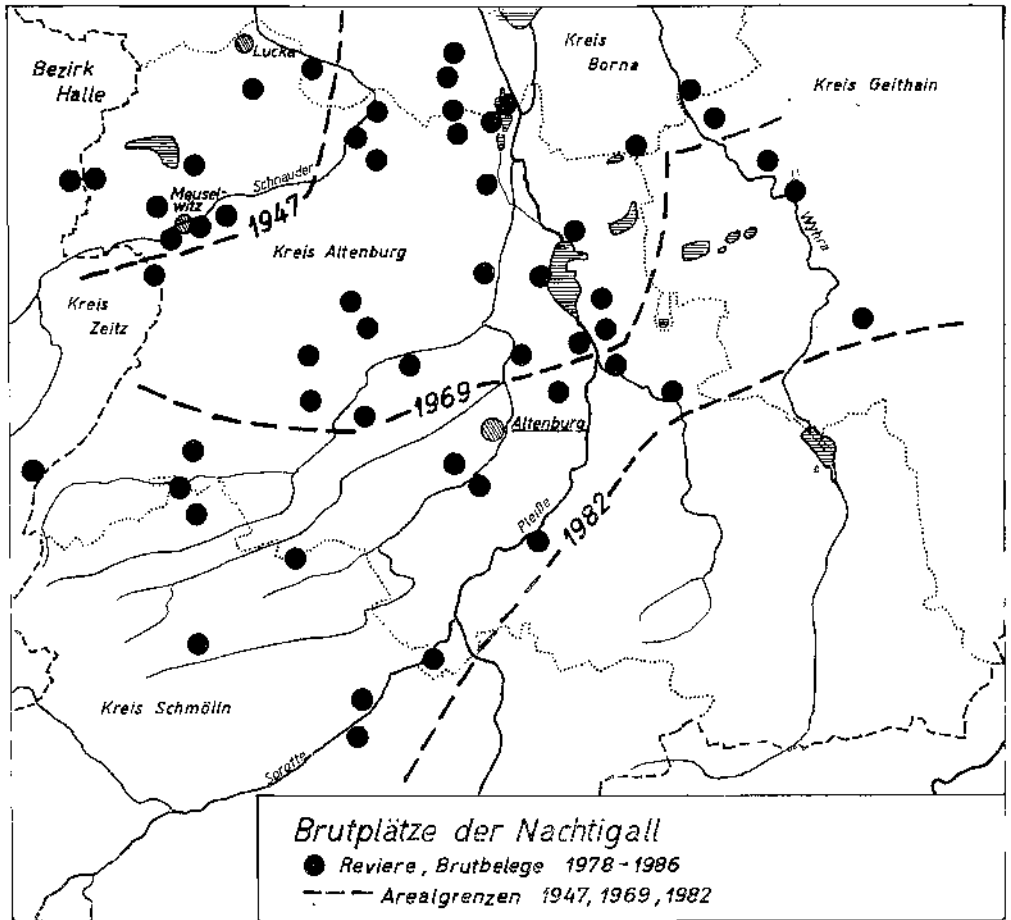 Kreis
Borna
Lucka
Bezirk
Halle
Kreis Geithain
Schnauder
Meusel-
witz
1947
Kreis Altenburg
Wyhra
Kreis
Zeitz
1969
Altenburg
Pleiße
1982
Kreis Schmölln
Sprotte
Brutplätze der Nachtigall
Reviere, Brutbelege 1978-1986
Arealgrenzen 1947, 1969, 1982